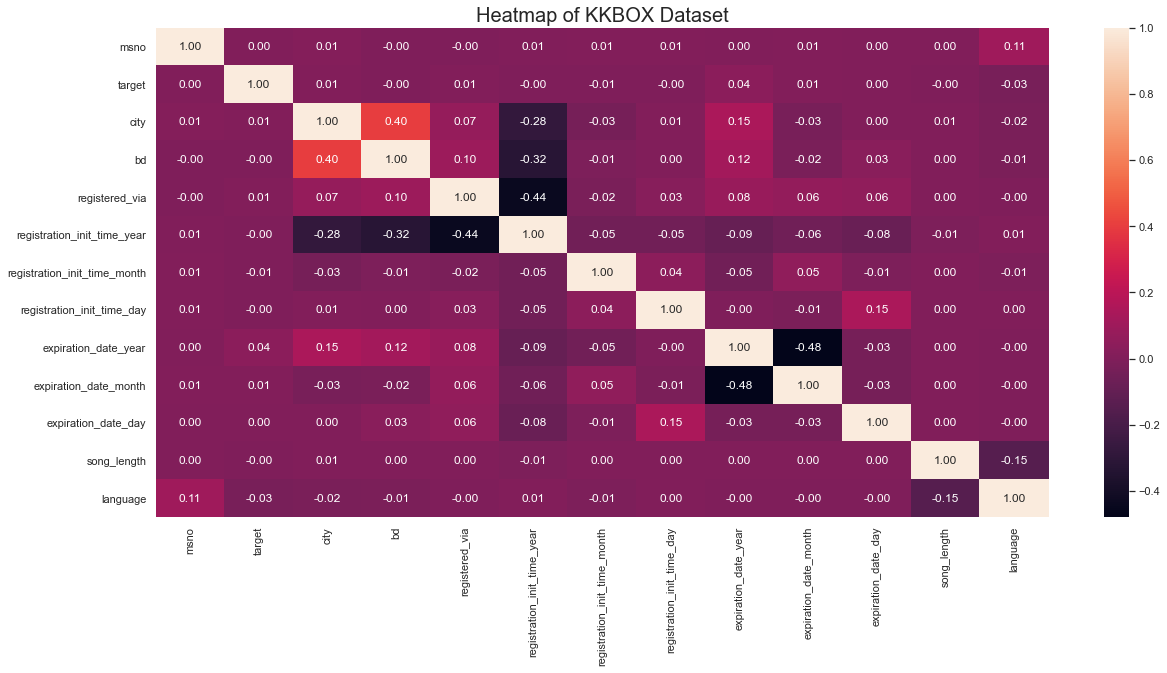 Heatmap of KKBOX Dataset
msno 1.00 0.00 0.01 -0.00 -0.00 0.01 0.01 0.01 0.00 0.01 0.00 0.00 0.11
target 0.00 1.00 0.01 -0.00 0.01 -0.00 -0.01 -0.00 0.04 0.01 0.00 -0.00 -0.03
city 0.01 0.01 1.00 0.40 0.07 -0.28 -0.03 0.01 0.15 -0.03 0.00 0.01 -0.02
bd -0.00 -0.00 0.40 1.00 0.10 -0.32 -0.01 0.00 0.12 -0.02 0.03 0.00 -0.01
registered_via -0.00 0.01 0.07 0.10 1.00 -0.44 -0.02 0.03 0.08 0.06 0.06 0.00 -0.00
registration_init_time_year 0.01 -0.00 -0.28 -0.32 -0.44 1.00 -0.05 -0.05 -0.09 -0.06 -0.08 -0.01 0.01
registration_init_time_month 0.01 -0.01 -0.03 -0.01 -0.02 -0.05 1.00 0.04 -0.05 0.05 -0.01 0.00 -0.01
registration_init_time_day 0.01 -0.00 0.01 0.00 0.03 -0.05 0.04 1.00 -0.00 -0.01 0.15 0.00 0.00
expiration_date_year 0.00 0.04 0.15 0.12 0.08 -0.09 -0.05 -0.00 1.00 -0.48 -0.03 0.00 -0.00
expiration_date_month 0.01 0.01 -0.03 -0.02 0.06 -0.06 0.05 -0.01 -0.48 1.00 -0.03 0.00 -0.00
expiration_date_day 0.00 0.00 0.00 0.03 0.06 -0.08 -0.01 0.15 -0.03 -0.03 1.00 0.00 -0.00
song_length 0.00 -0.00 0.01 0.00 0.00 -0.01 0.00 0.00 0.00 0.00 0.00 1.00 -0.15
language 0.11 -0.03 -0.02 -0.01 -0.00 0.01 -0.01 0.00 -0.00 -0.00 -0.00 -0.15 1.00
msno
target
city
bd
registered_via
registration_init_time_year
registration_init_time_month
registration_init_time_day
expiration_date_year
expiration_date_month
expiration_date_day
song_length
language
1.0
0.8
0.6
0.4
0.2
0.0
-0.2
-0.4